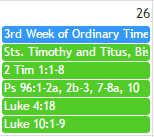 26
3rd Week of Ordinary Time
Sts. Timothy and Titus, Bis
2 Tim 1:1-8
Ps 96:1-2a, 2b-3, 7-8a, 10
Luke 4:18
Luke 10:1-9